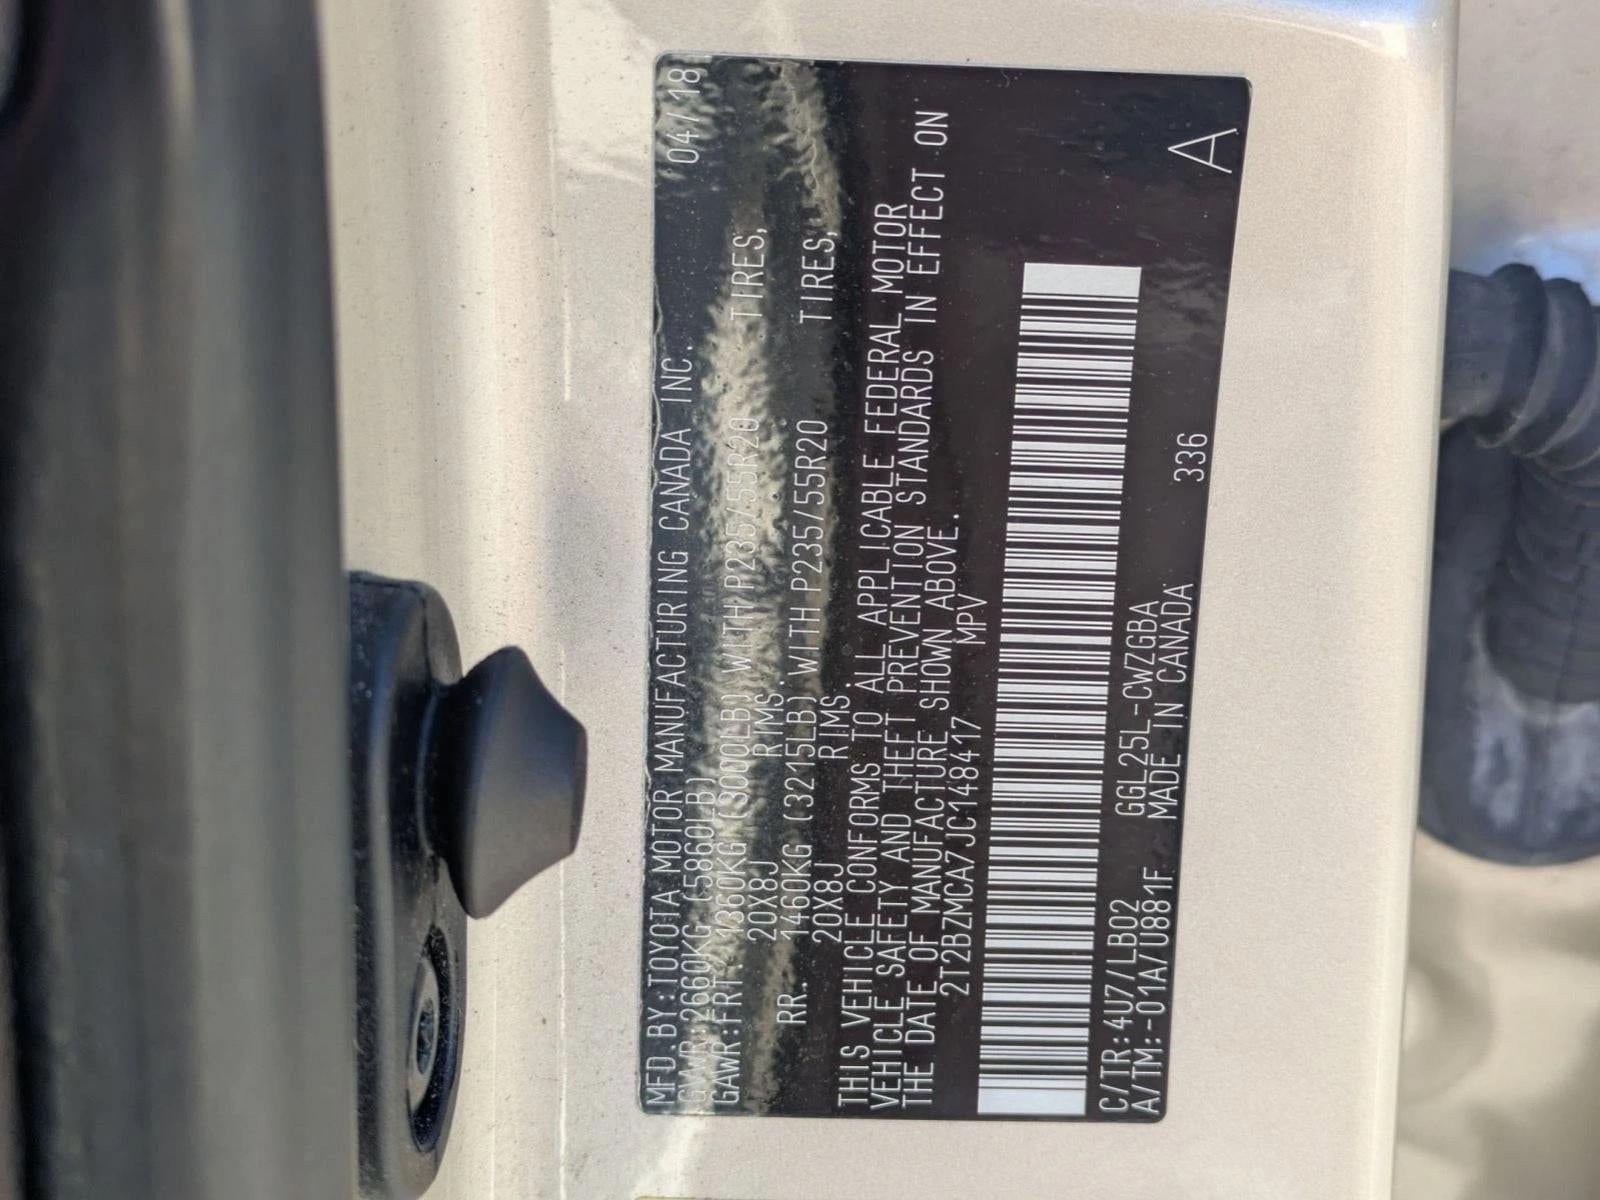 MFD.BY:TOYOTA MOTOR MANUFACTURING CANADA INC. 04/18
GVWR:2660KG(5860LB)
GAWR:FRT. 1360KG(3000LB)WITH P235/55R20 TIRES,
20X8J RIMS.
RR. 1460KG(3215LB)WITH P235/55R20 TIRES,
20X8J RIMS.
THIS VEHICLE CONFORMS TO ALL APPLICABLE FEDERAL MOTOR
VEHICLE SAFETY AND THEFT PREVENTION STANDARDS IN EFFECT ON
THE DATE OF MANUFACTURE SHOWN ABOVE.
2T2BZMCA7JC148417 MPV
C/TR:4U7/LB02 GGL25L-CWZGBA 336
A/TM:-01A/U881F MADE IN CANADA A